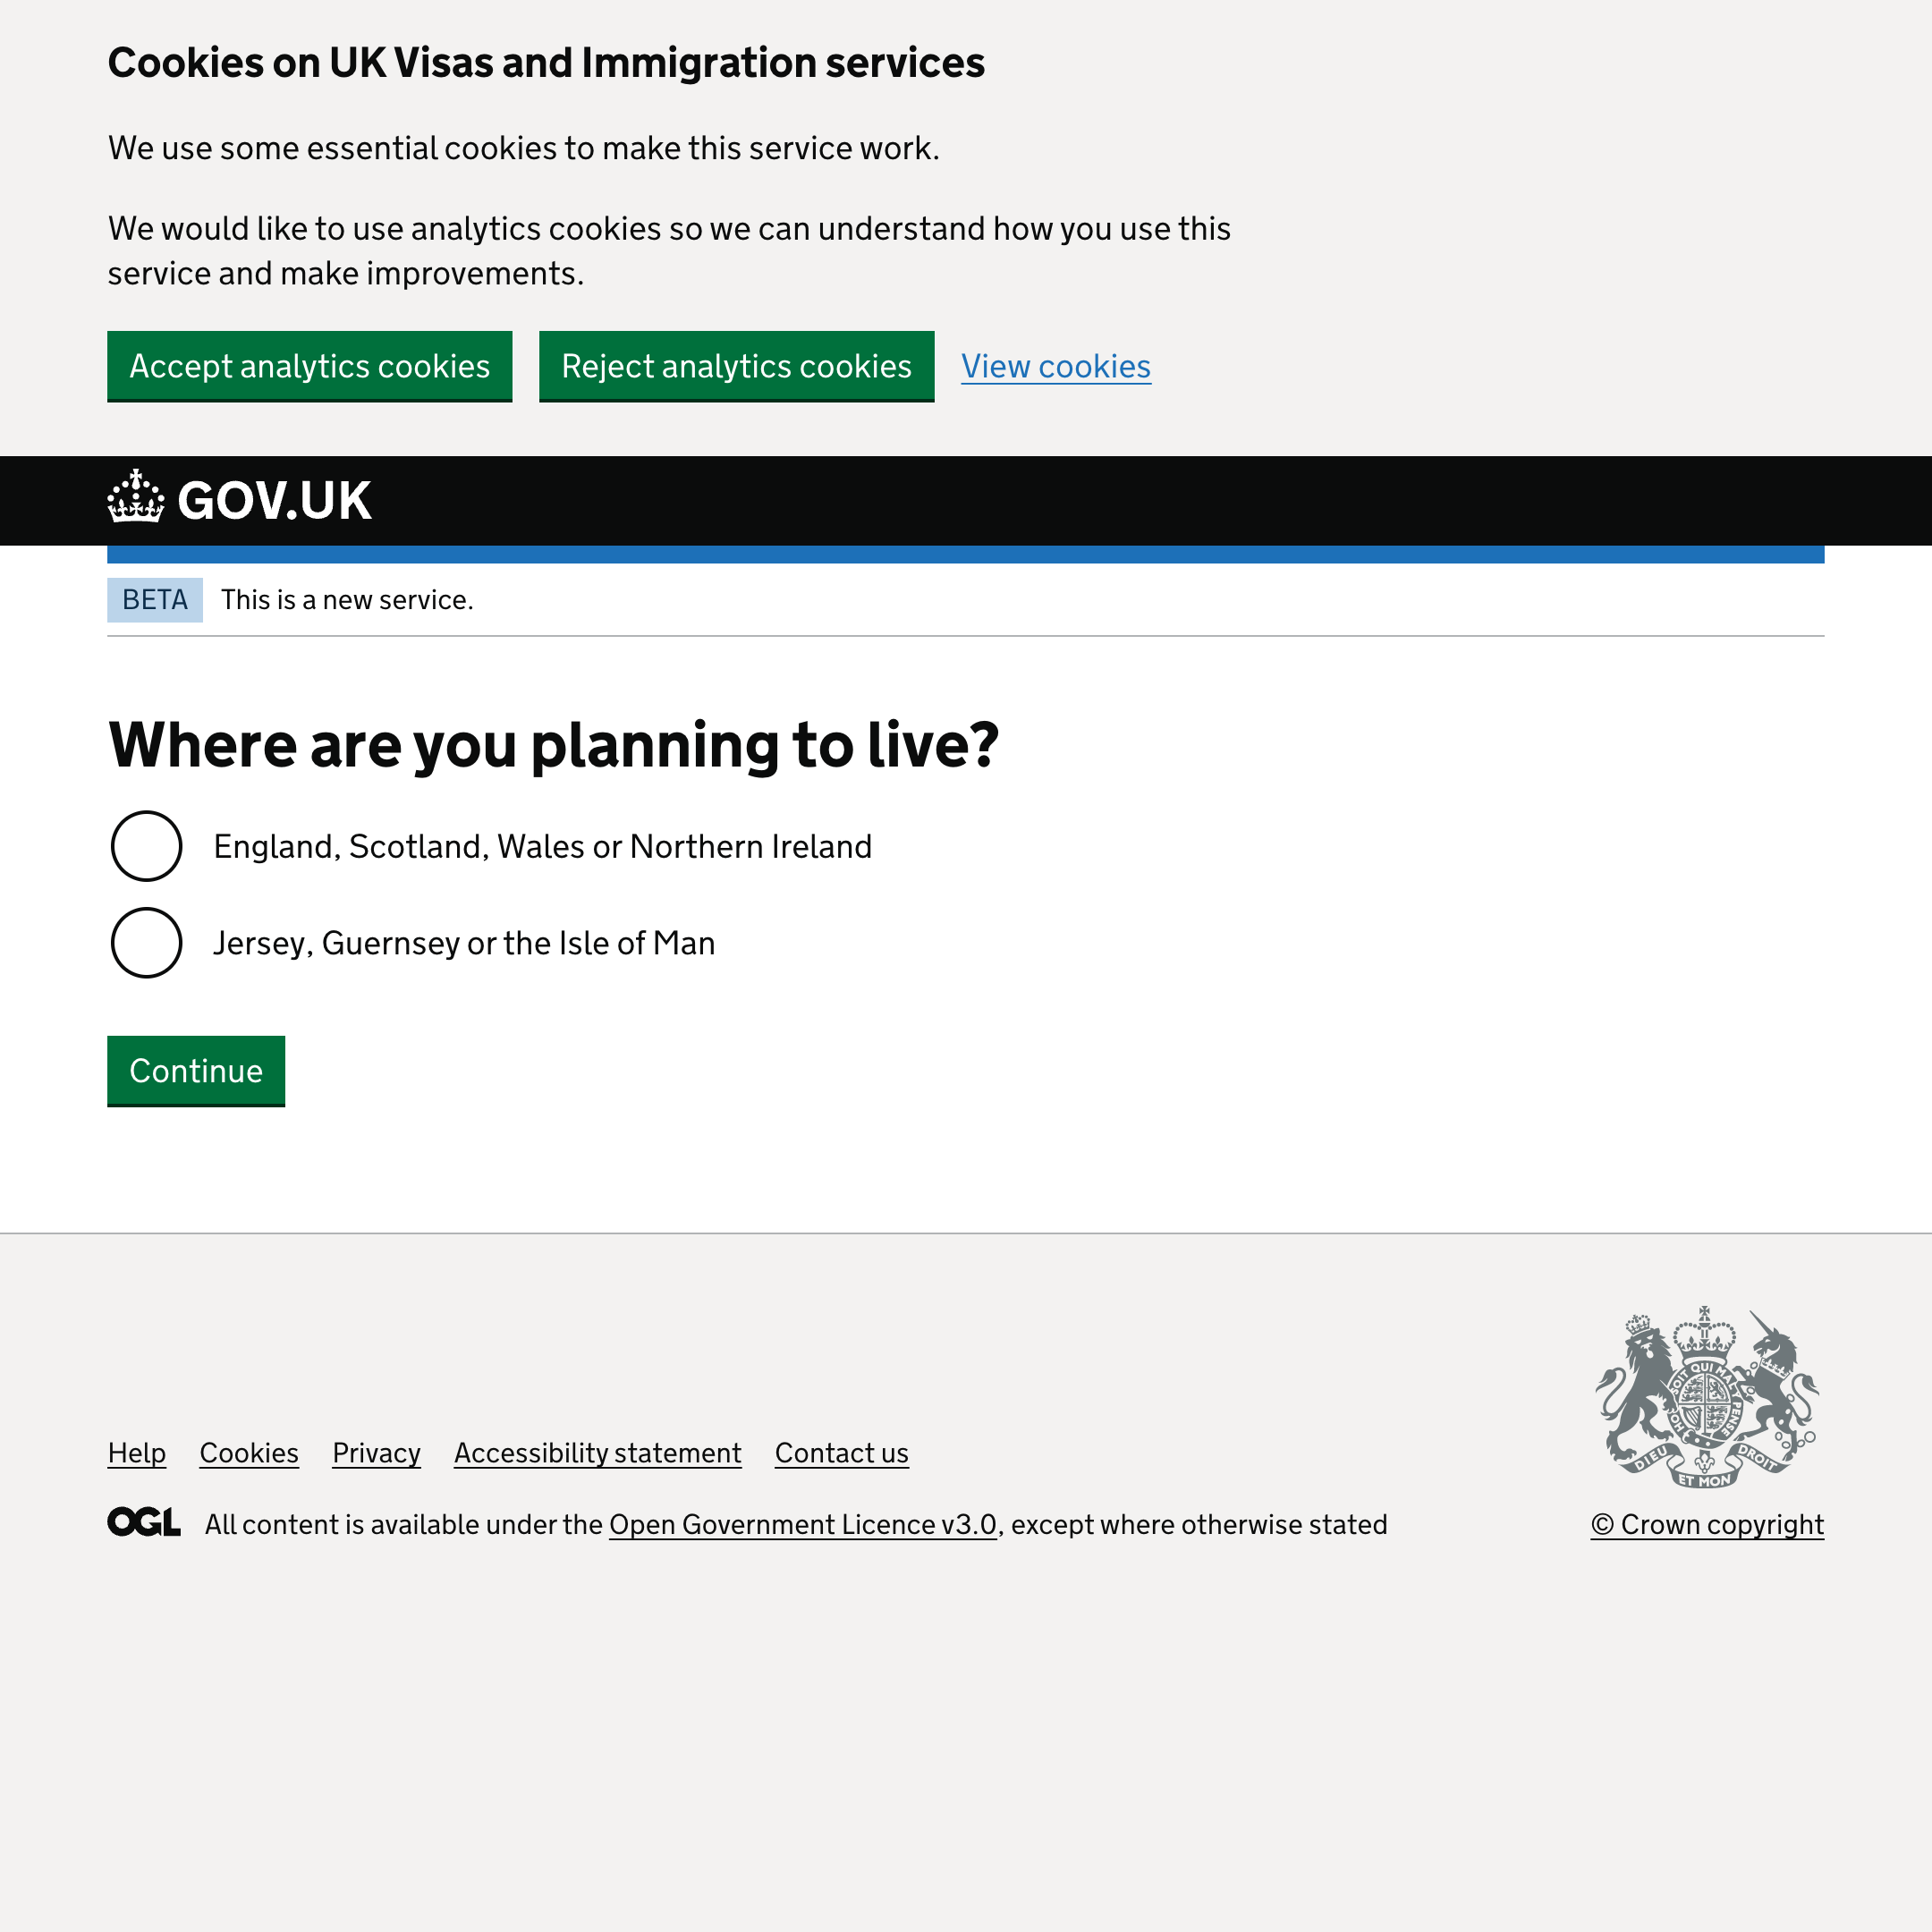 Cookies on UK Visas and Immigration services
We use some essential cookies to make this service work.
We would like to use analytics cookies so we can understand how you use this
service and make improvements.
Accept analytics cookies
Reject analytics cookies
View cookies
GOV.UK
BETA
This is a new service.
Where are you planning to live?
England, Scotland, Wales or Northern Ireland
Jersey, Guernsey or the Isle of Man
Continue
Help
Cookies
Privacy
Accessibility statement
Contact us
OGL
All content is available under the Open Government Licence v3.0, except where otherwise stated
SOIT QUI MAL Y PENSE
DIEU ET MON DROIT
© Crown copyright